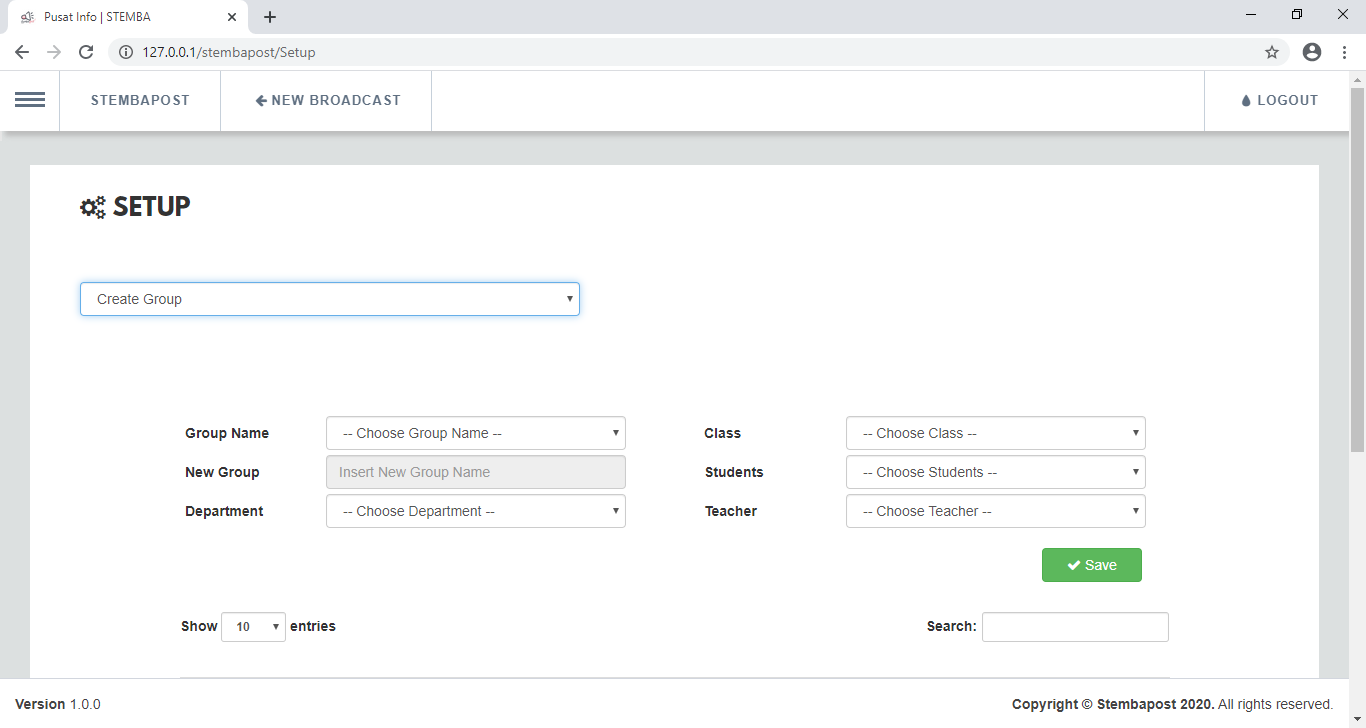 Pusat Info | STEMBA
127.0.0.1/stembapost/Setup
STEMBAPOST
NEW BROADCAST
LOGOUT
SETUP
Create Group
Group Name
-- Choose Group Name --
Class
-- Choose Class --
New Group
Insert New Group Name
Students
-- Choose Students --
Department
-- Choose Department --
Teacher
-- Choose Teacher --
Save
Show 10 entries
Search:
Version 1.0.0
Copyright © Stembapost 2020. All rights reserved.